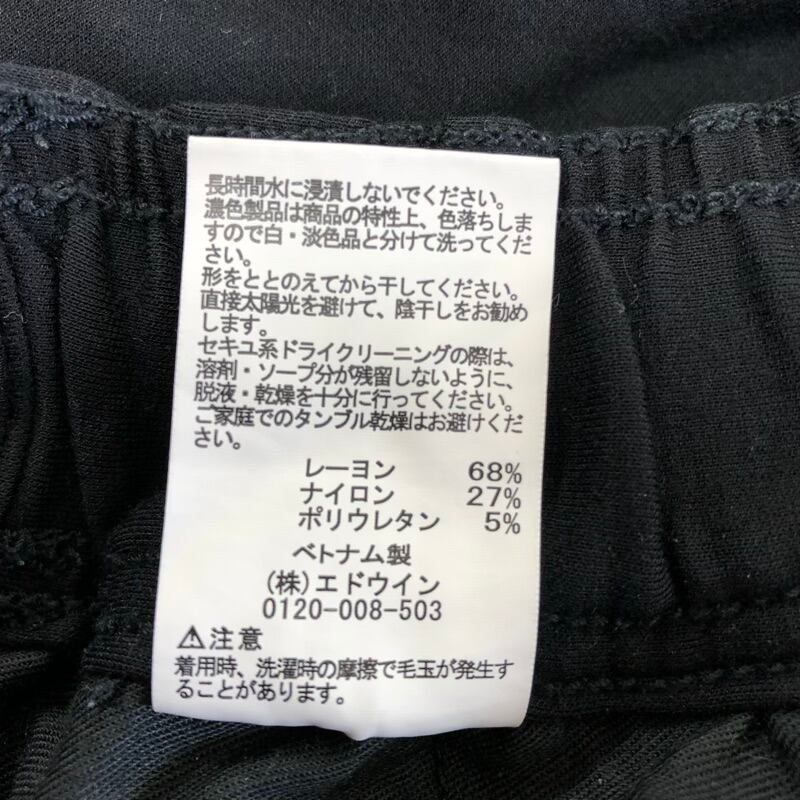 長時間水に浸漬しないでください。
濃色製品は商品の特性上、色落ちしま
すので白・淡色品と分けて洗ってくだ
さい。
形をととのえてから干してください。
直接太陽光を避けて、陰干しをお勧め
します。
セキユ系ドライクリーニングの際は、
溶剤・ソープ分が残留しないように、
脱液・乾燥を十分に行ってください。
ご家庭でのタンブル乾燥はお避けくだ
さい。
レーヨン 68%
ナイロン 27%
ポリウレタン 5%
ベトナム製
(株)エドウイン
0120-008-503
⚠注意
着用時、洗濯時の摩擦で毛玉が発生す
ることがあります。